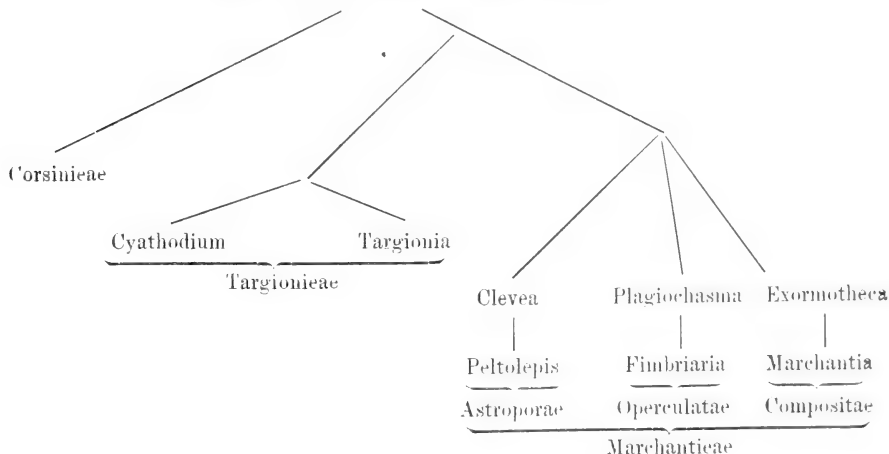 Corsinieae
Cyathodium Targionia
Targionieae
Clevea Plagiochasma Exormotheca
Peltolepis Fimbriaria Marchantia
Astroporae Operculatae Compositae
Marchantieae